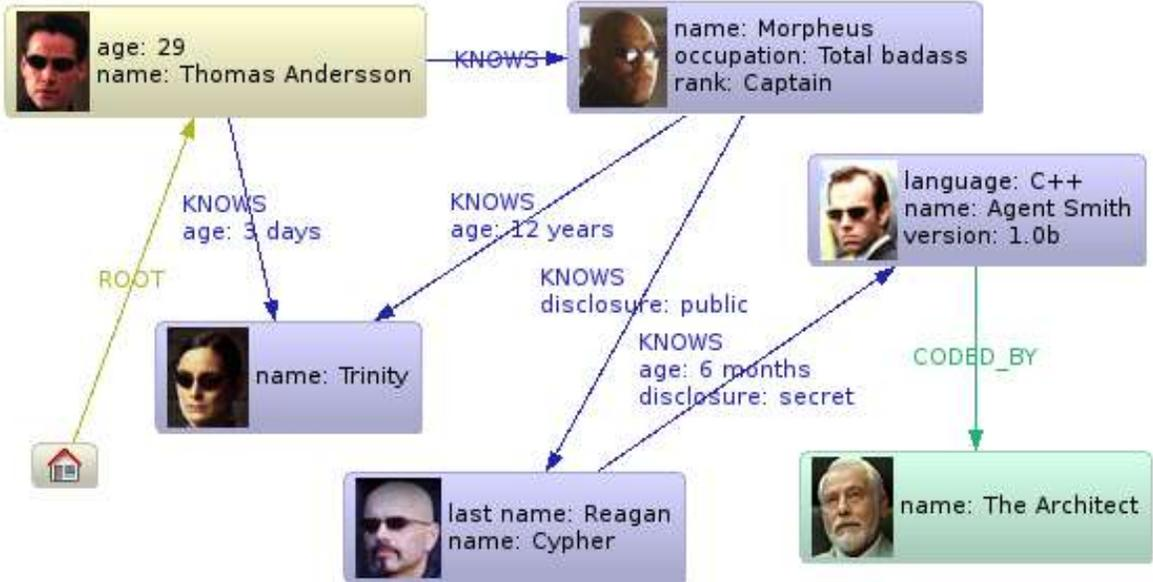 age: 29
name: Thomas Andersson
KNOWS
name: Morpheus
occupation: Total badass
rank: Captain
language: C++
name: Agent Smith
version: 1.0b
KNOWS
age: 3 days
KNOWS
age: 12 years
ROOT
KNOWS
disclosure: public
KNOWS
age: 6 months
disclosure: secret
CODED_BY
name: Trinity
last name: Reagan
name: Cypher
name: The Architect